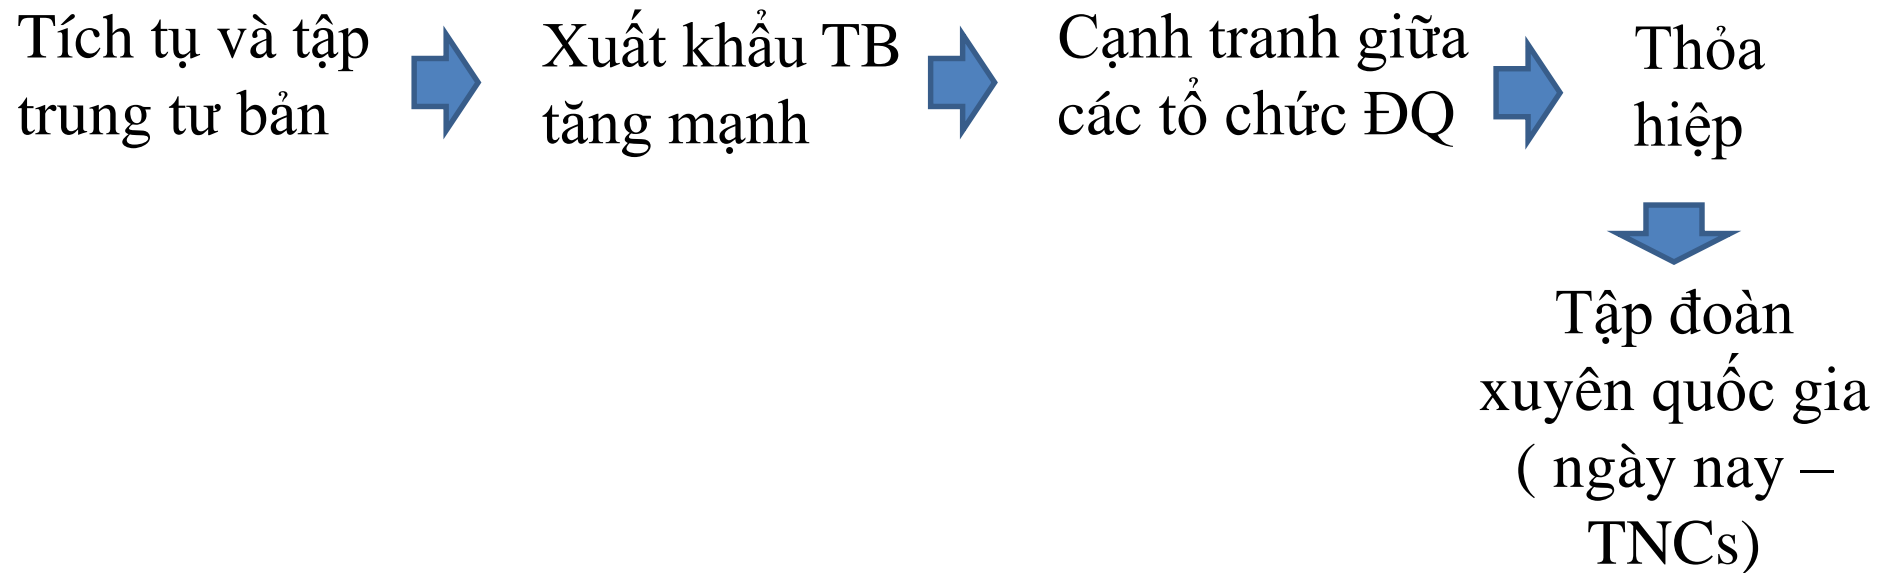 Tích tụ và tập
trung tư bản
Xuất khẩu TB
tăng mạnh
Cạnh tranh giữa
các tổ chức ĐQ
Thỏa
hiệp
Tập đoàn
xuyên quốc gia
( ngày nay –
TNCs)